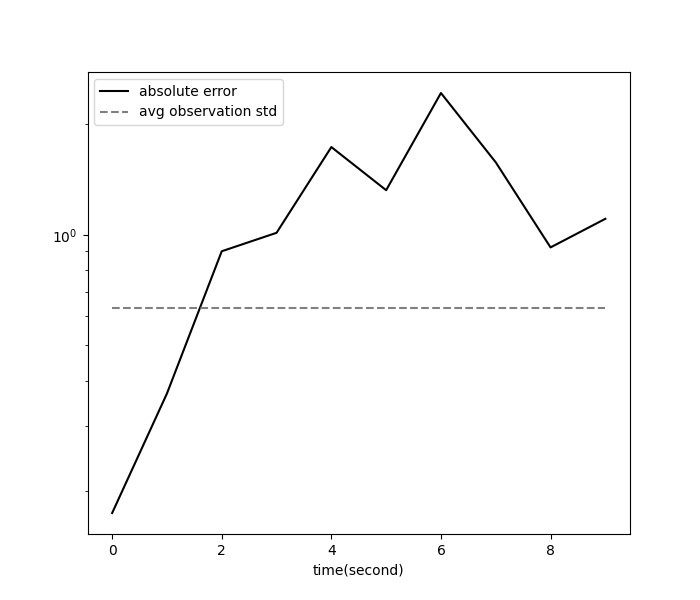 absolute error
avg observation std
10⁰
0 2 4 6 8
time(second)